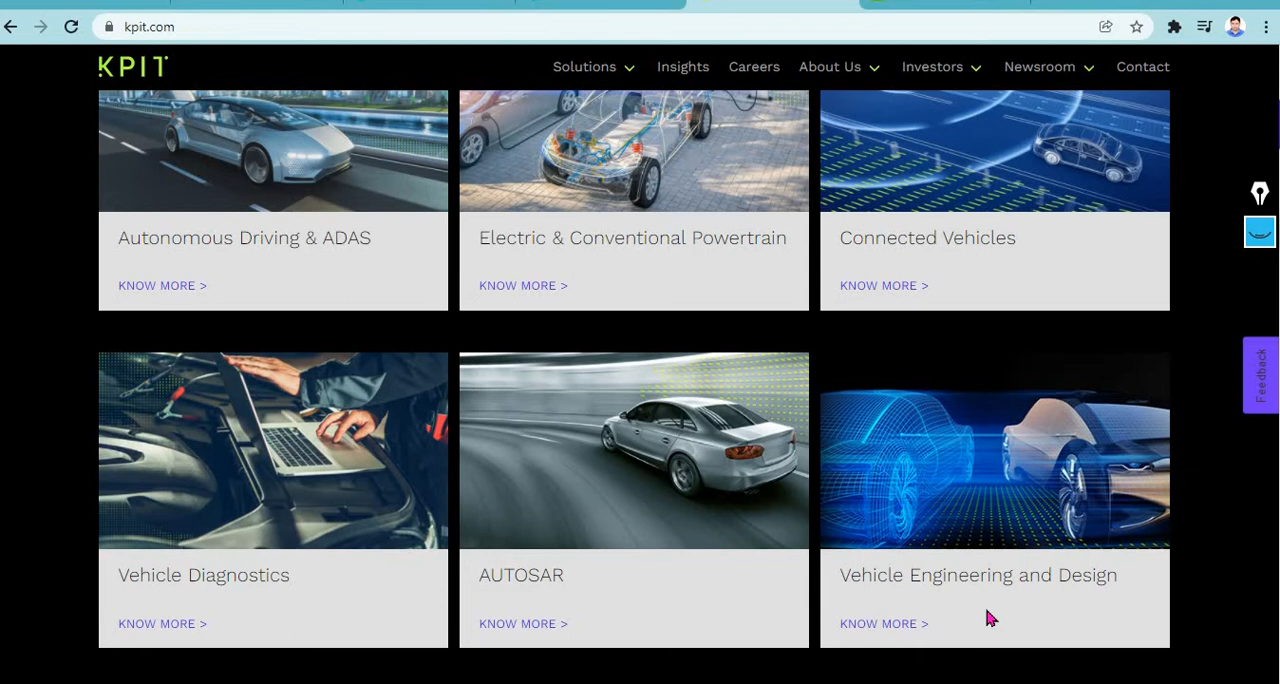 kpit.com
KPIT
Solutions Insights Careers About Us Investors Newsroom Contact
Autonomous Driving & ADAS
KNOW MORE >
Electric & Conventional Powertrain
KNOW MORE >
Connected Vehicles
KNOW MORE >
Feedback
Vehicle Diagnostics
KNOW MORE >
AUTOSAR
KNOW MORE >
Vehicle Engineering and Design
KNOW MORE >